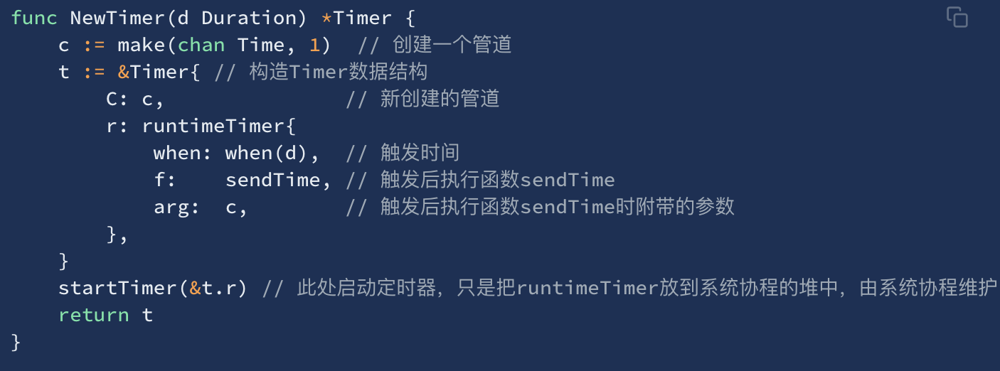 func NewTimer(d Duration) *Timer {
    c := make(chan Time, 1)  // 创建一个管道
    t := &Timer{ // 构造Timer数据结构
        C: c,               // 新创建的管道
        r: runtimeTimer{
            when: when(d),  // 触发时间
            f:    sendTime, // 触发后执行函数sendTime
            arg:  c,        // 触发后执行函数sendTime时附带的参数
        },
    }
    startTimer(&t.r) // 此处启动定时器，只是把runtimeTimer放到系统协程的堆中，由系统协程维护
    return t
}